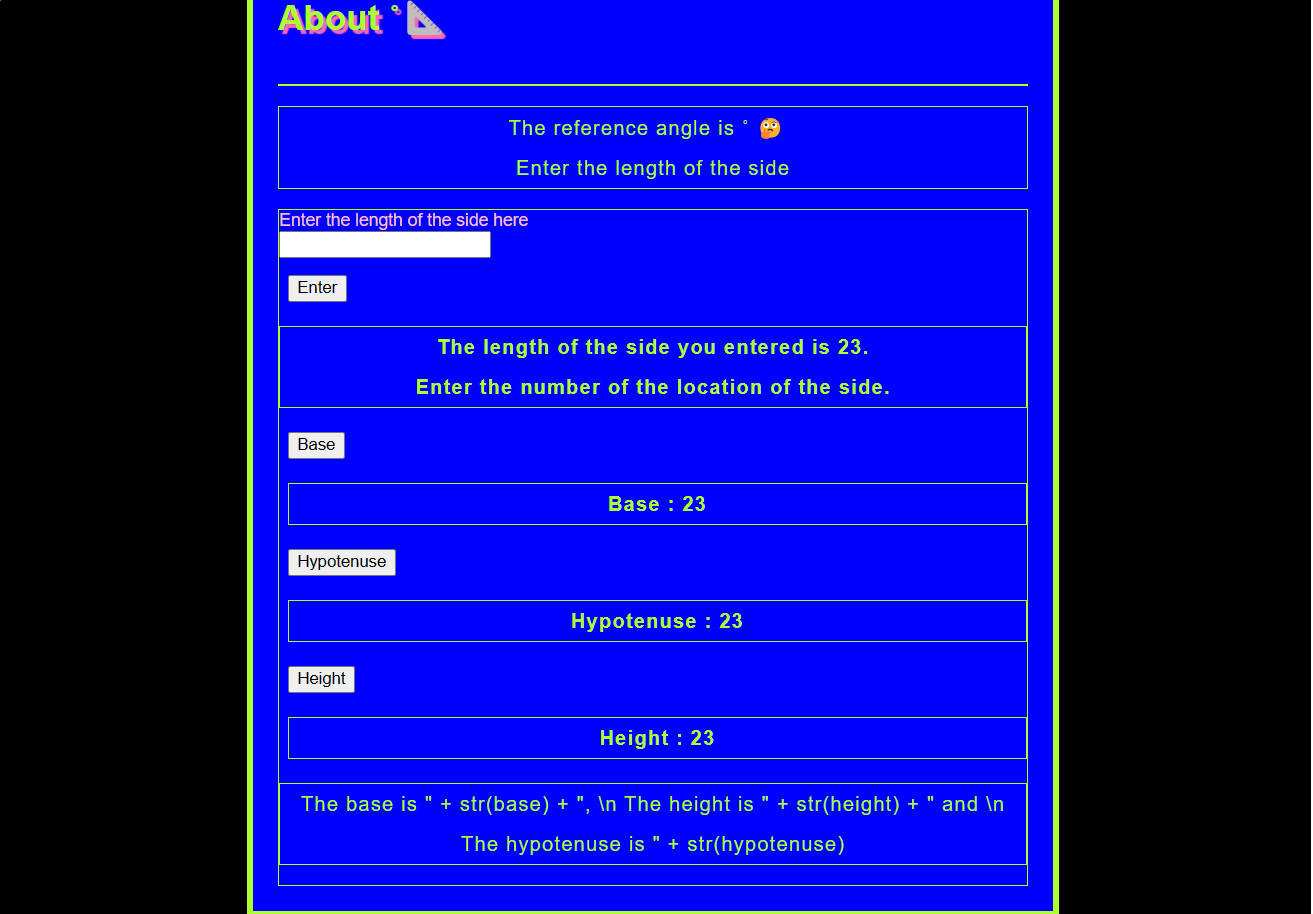 About °📐
The reference angle is ° 🤔
Enter the length of the side
Enter the length of the side here
Enter
The length of the side you entered is 23.
Enter the number of the location of the side.
Base
Base : 23
Hypotenuse
Hypotenuse : 23
Height
Height : 23
The base is " + str(base) + ", \n The height is " + str(height) + " and \n
The hypotenuse is " + str(hypotenuse)